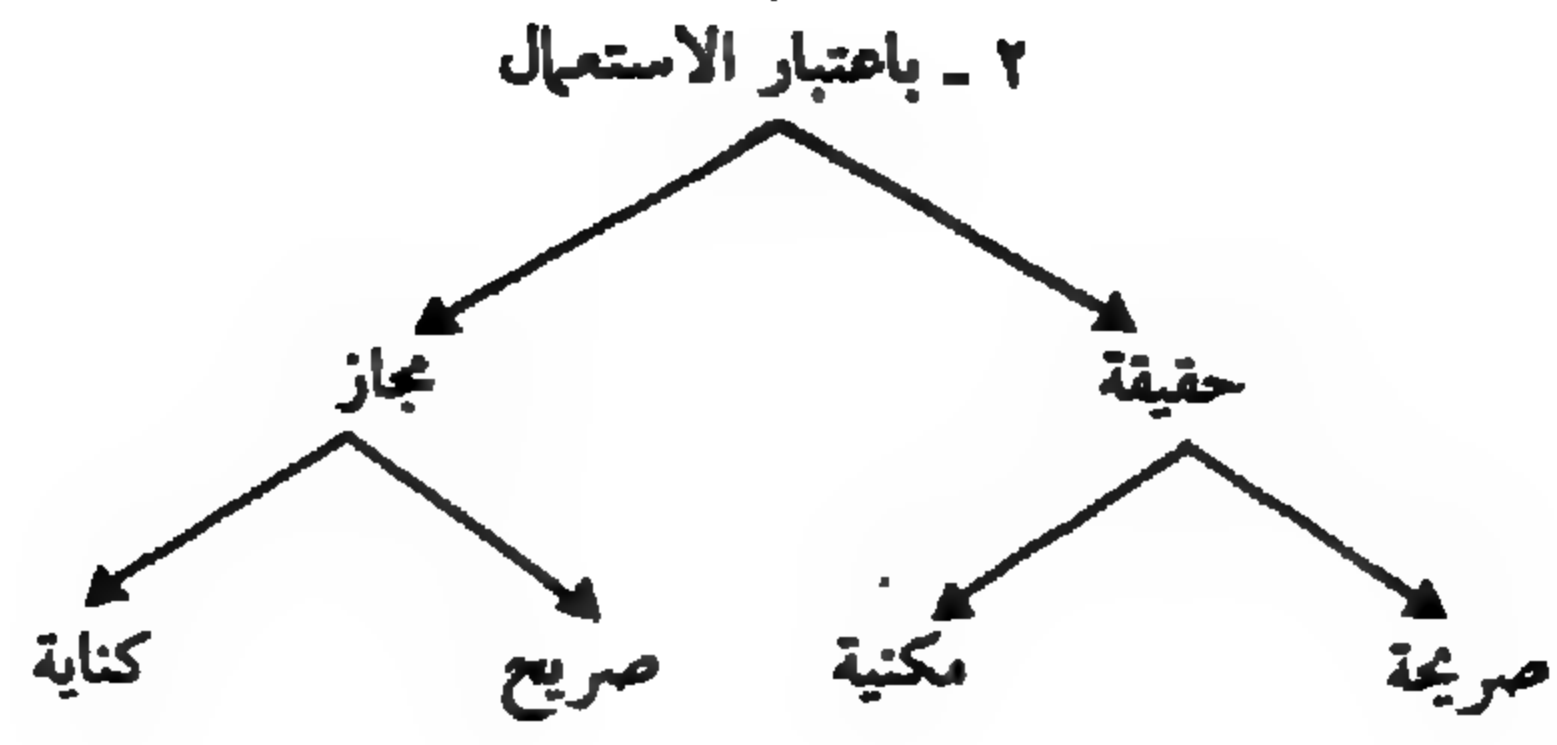 ٢ ـ باعتبار الاستعمال
حقيقة مجاز
صريحة مكنية صريح كناية